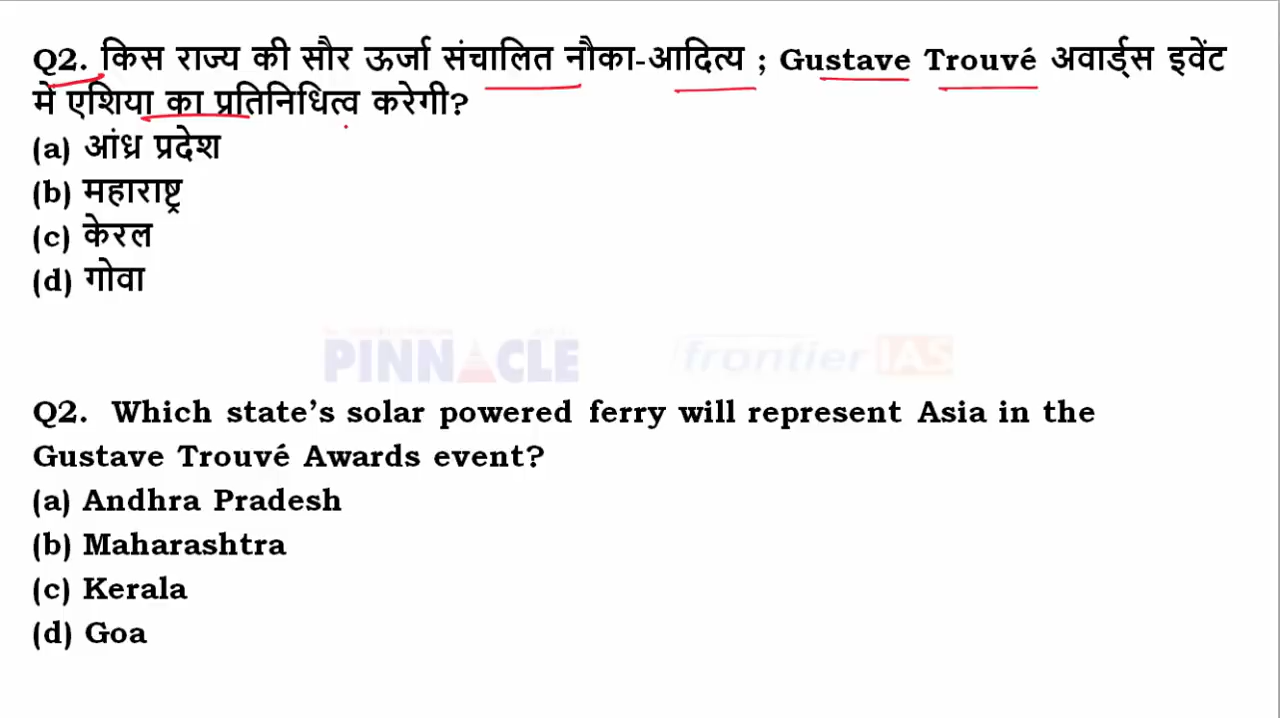 Q2. किस राज्य की सौर ऊर्जा संचालित नौका-आदित्य ; Gustave Trouvé अवार्ड्स इवेंट
में एशिया का प्रतिनिधित्व करेगी?
(a) आंध्र प्रदेश
(b) महाराष्ट्र
(c) केरल
(d) गोवा
PINNACLE frontier IAS
Q2. Which state’s solar powered ferry will represent Asia in the
Gustave Trouvé Awards event?
(a) Andhra Pradesh
(b) Maharashtra
(c) Kerala
(d) Goa